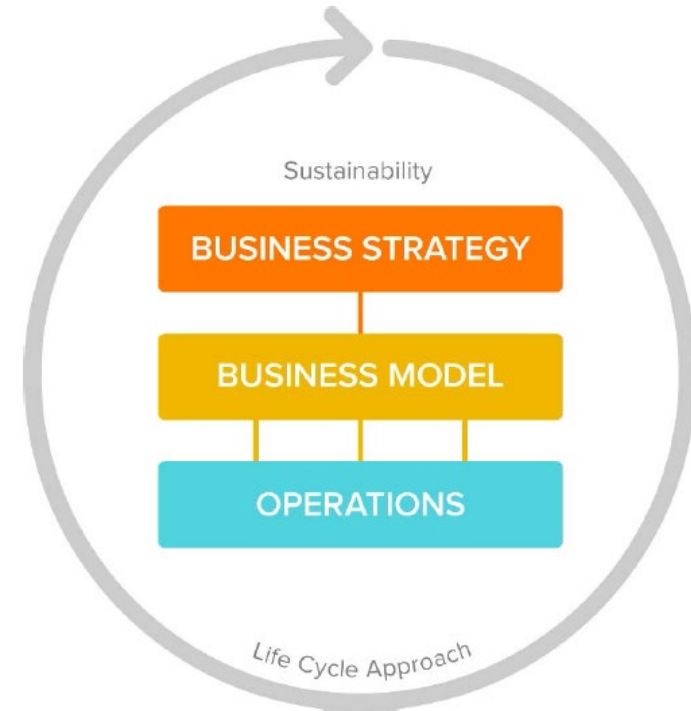 Sustainability
BUSINESS STRATEGY
BUSINESS MODEL
OPERATIONS
Life Cycle Approach